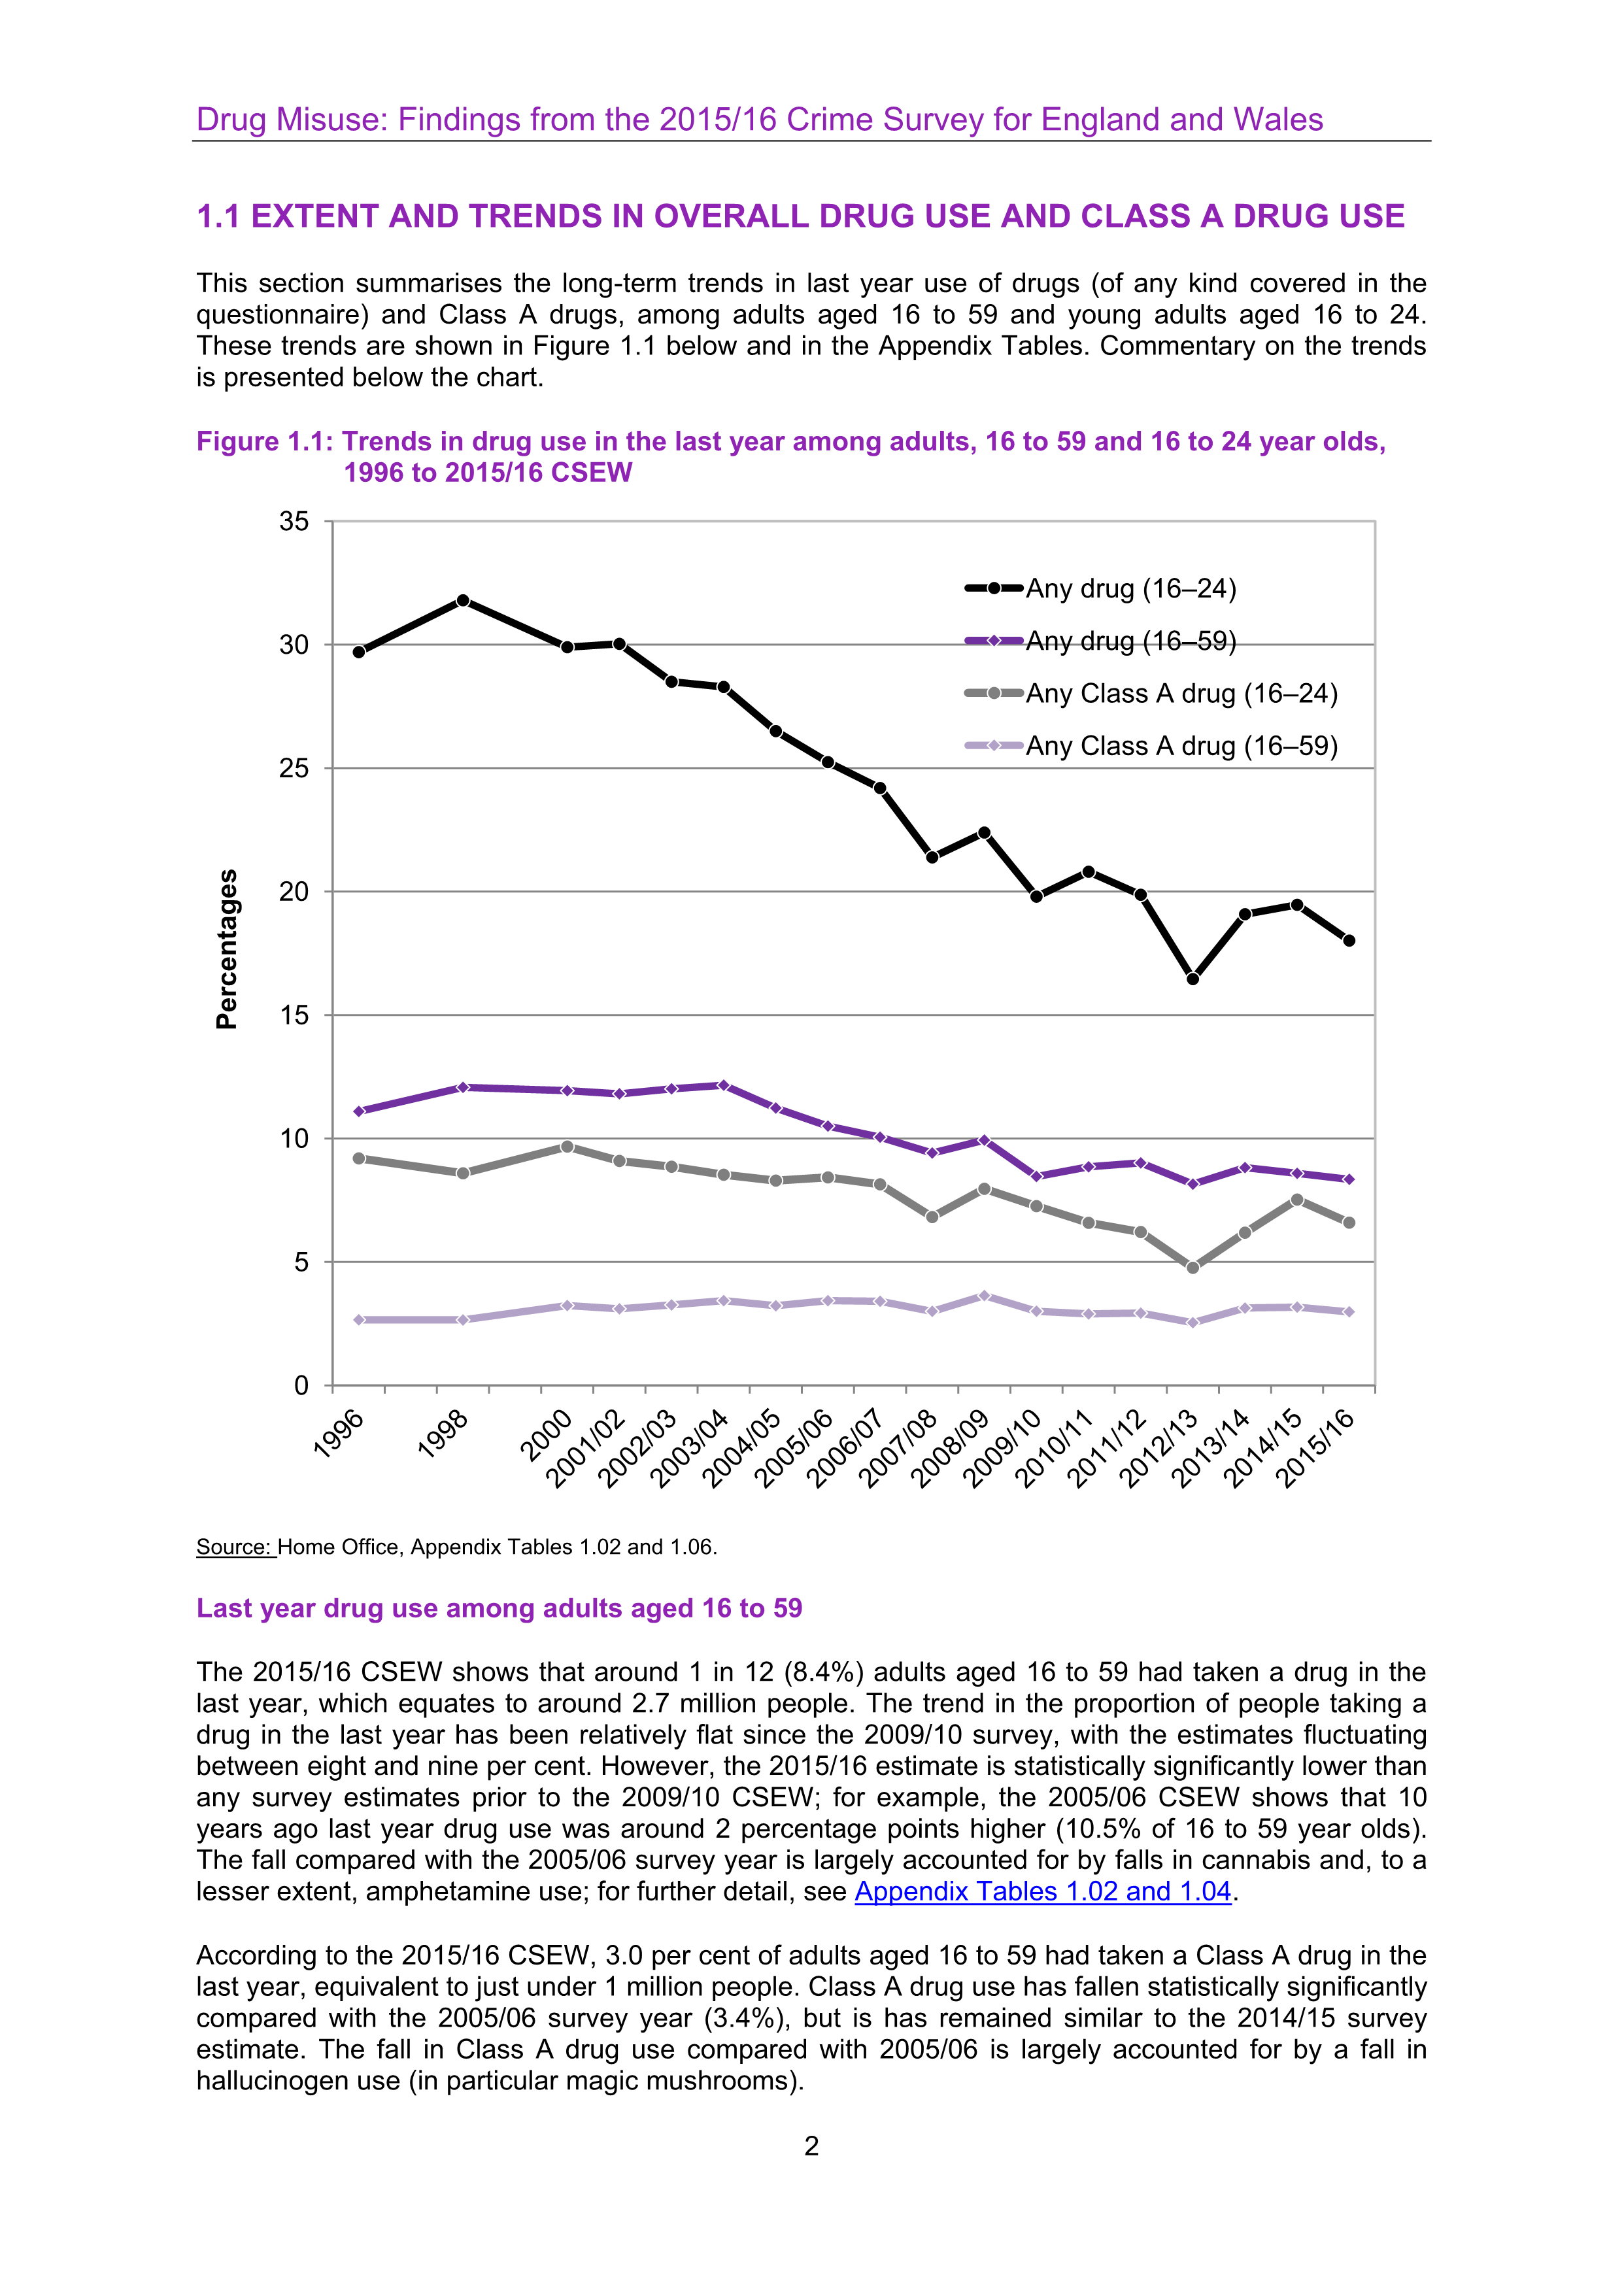 Drug Misuse: Findings from the 2015/16 Crime Survey for England and Wales
1.1 EXTENT AND TRENDS IN OVERALL DRUG USE AND CLASS A DRUG USE
This section summarises the long-term trends in last year use of drugs (of any kind covered in the
questionnaire) and Class A drugs, among adults aged 16 to 59 and young adults aged 16 to 24.
These trends are shown in Figure 1.1 below and in the Appendix Tables. Commentary on the trends
is presented below the chart.
Figure 1.1: Trends in drug use in the last year among adults, 16 to 59 and 16 to 24 year olds,
1996 to 2015/16 CSEW
35
30
25
20
15
10
5
0
Percentages
Any drug (16–24)
Any drug (16–59)
Any Class A drug (16–24)
Any Class A drug (16–59)
1996
1998
2000
2001/02
2002/03
2003/04
2004/05
2005/06
2006/07
2007/08
2008/09
2009/10
2010/11
2011/12
2012/13
2013/14
2014/15
2015/16
Source: Home Office, Appendix Tables 1.02 and 1.06.
Last year drug use among adults aged 16 to 59
The 2015/16 CSEW shows that around 1 in 12 (8.4%) adults aged 16 to 59 had taken a drug in the
last year, which equates to around 2.7 million people. The trend in the proportion of people taking a
drug in the last year has been relatively flat since the 2009/10 survey, with the estimates fluctuating
between eight and nine per cent. However, the 2015/16 estimate is statistically significantly lower than
any survey estimates prior to the 2009/10 CSEW; for example, the 2005/06 CSEW shows that 10
years ago last year drug use was around 2 percentage points higher (10.5% of 16 to 59 year olds).
The fall compared with the 2005/06 survey year is largely accounted for by falls in cannabis and, to a
lesser extent, amphetamine use; for further detail, see Appendix Tables 1.02 and 1.04.
According to the 2015/16 CSEW, 3.0 per cent of adults aged 16 to 59 had taken a Class A drug in the
last year, equivalent to just under 1 million people. Class A drug use has fallen statistically significantly
compared with the 2005/06 survey year (3.4%), but is has remained similar to the 2014/15 survey
estimate. The fall in Class A drug use compared with 2005/06 is largely accounted for by a fall in
hallucinogen use (in particular magic mushrooms).
2